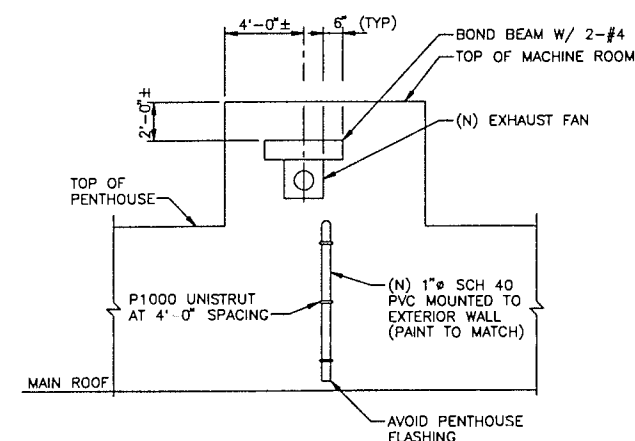 4'-0"±
6" (TYP)
BOND BEAM W/ 2-#4
TOP OF MACHINE ROOM
2'-0"±
(N) EXHAUST FAN
TOP OF
PENTHOUSE
P1000 UNISTRUT
AT 4'-0" SPACING
(N) 1"ø SCH 40
PVC MOUNTED TO
EXTERIOR WALL
(PAINT TO MATCH)
MAIN ROOF
AVOID PENTHOUSE
FLASHING